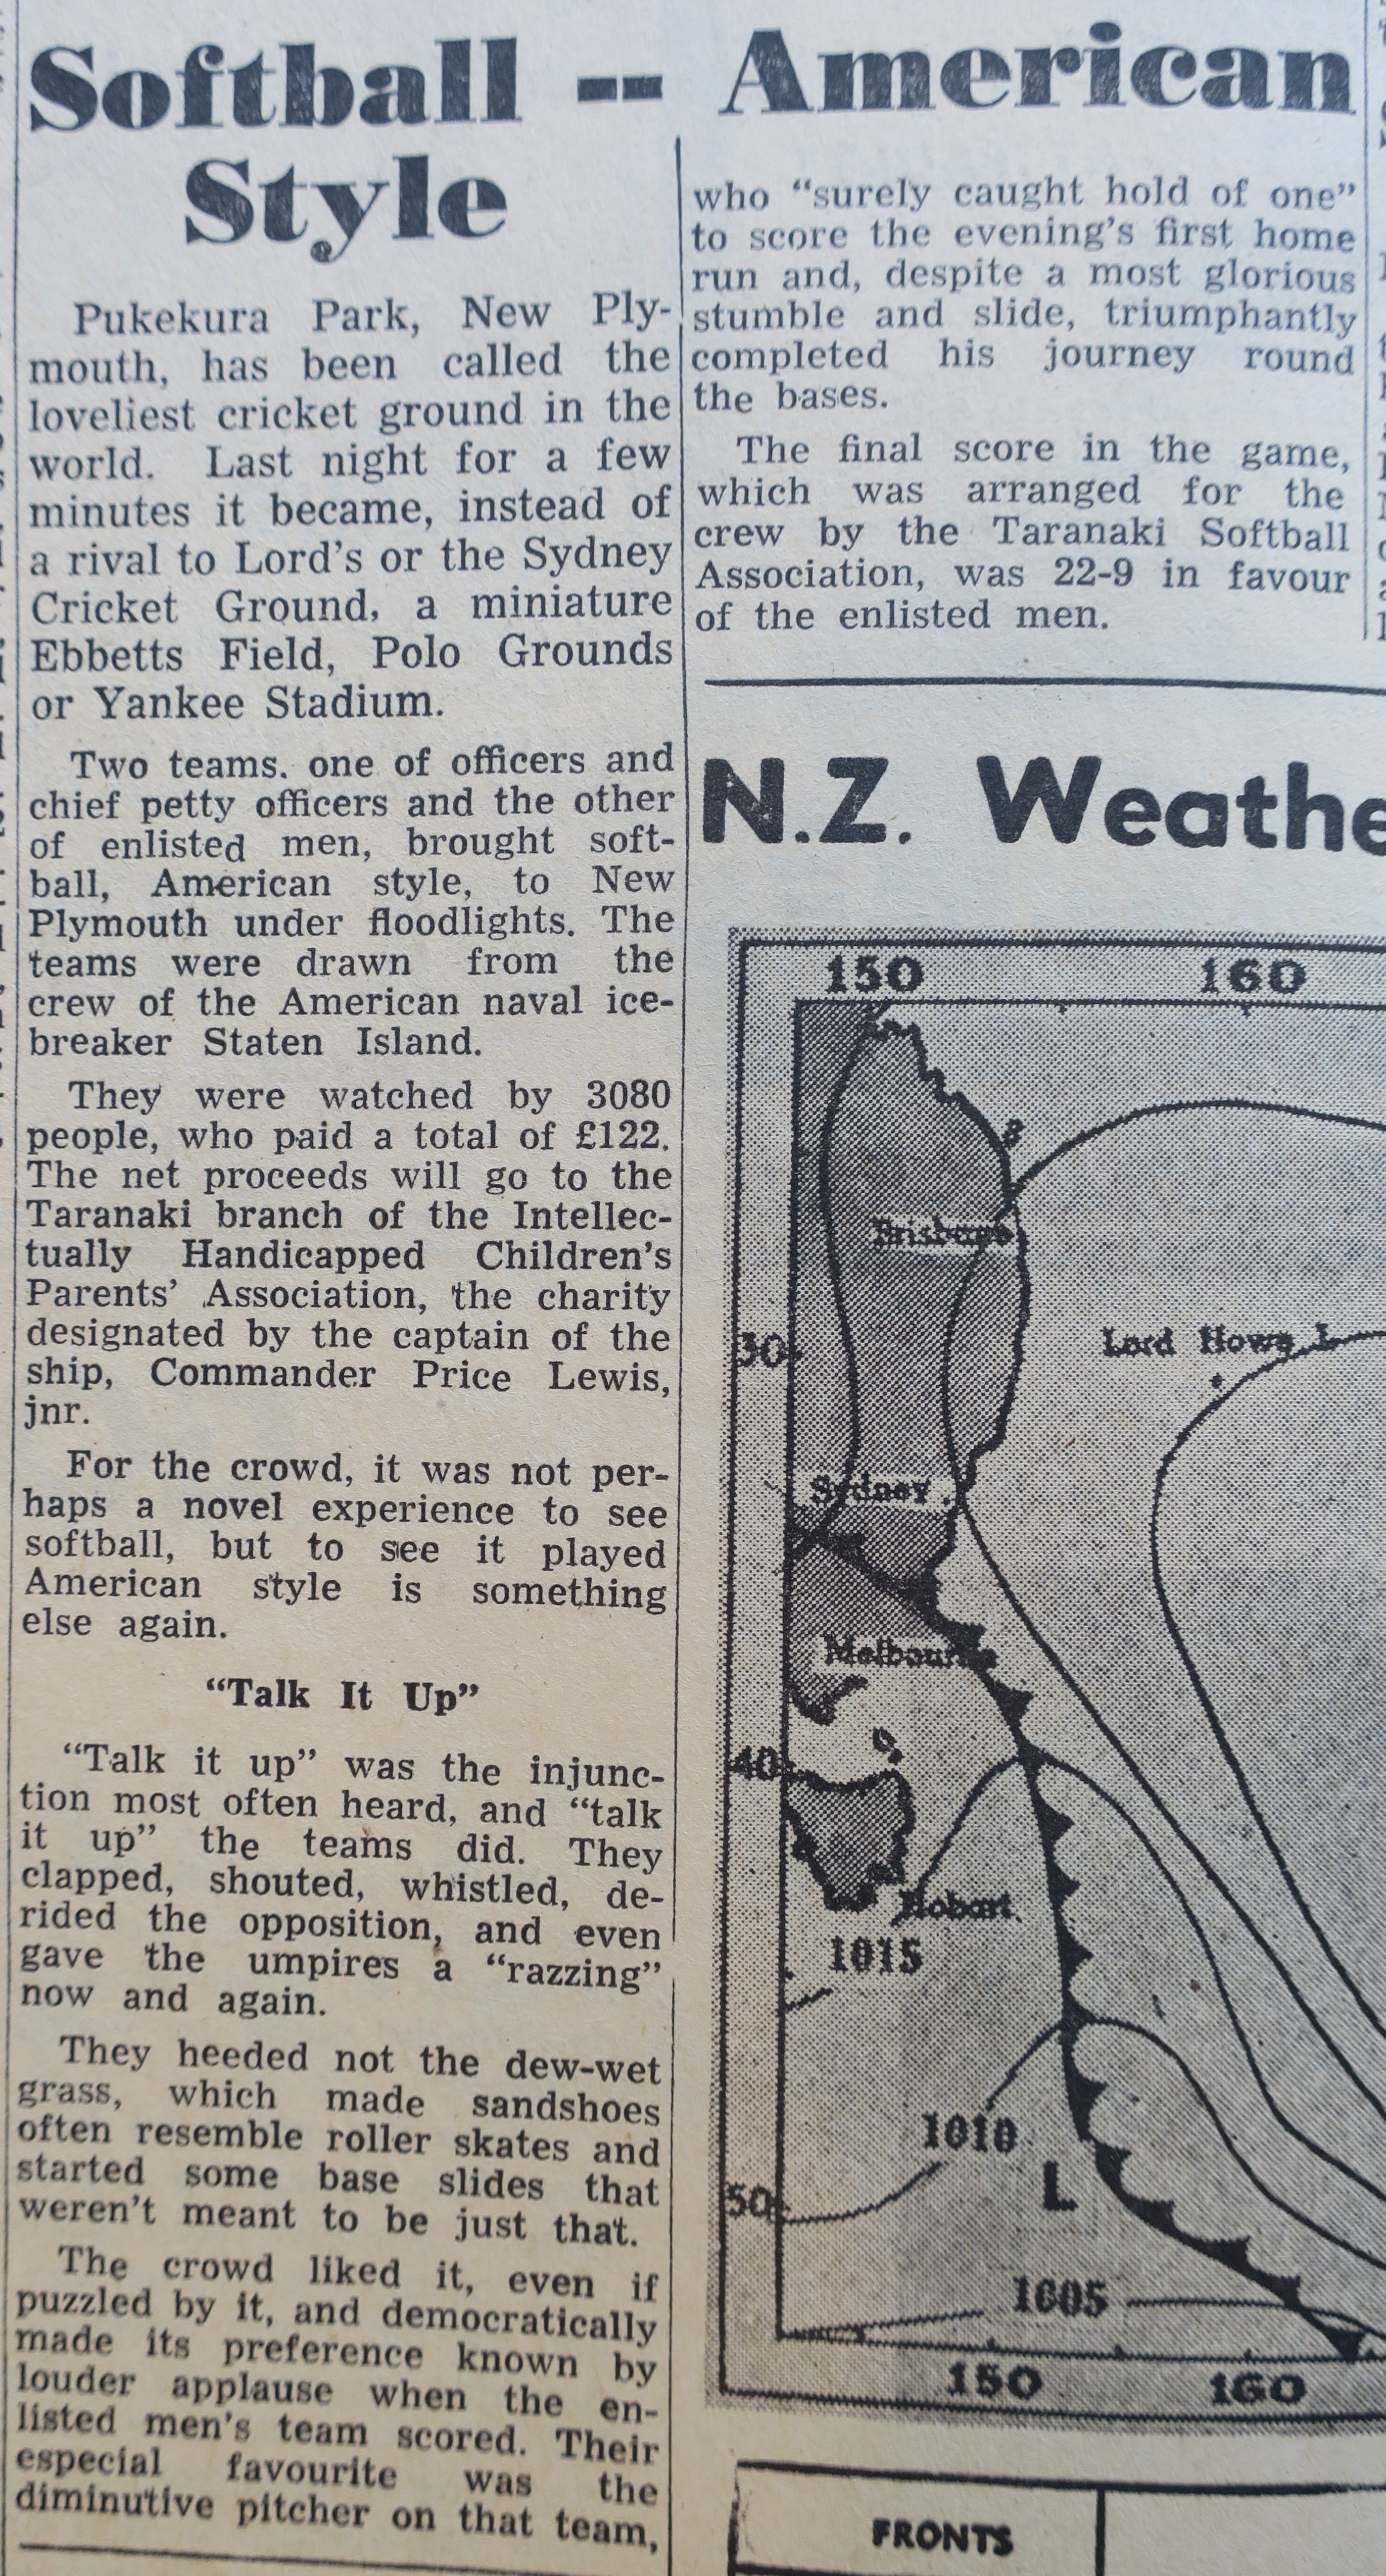 Softball -- American
Style
Pukekura Park, New Ply-
mouth, has been called the
loveliest cricket ground in the
world. Last night for a few
minutes it became, instead of
a rival to Lord's or the Sydney
Cricket Ground, a miniature
Ebbetts Field, Polo Grounds
or Yankee Stadium.
Two teams. one of officers and
chief petty officers and the other
of enlisted men, brought soft-
ball, American style, to New
Plymouth under floodlights. The
teams were drawn from the
crew of the American naval ice-
breaker Staten Island.
They were watched by 3080
people, who paid a total of £122.
The net proceeds will go to the
Taranaki branch of the Intellec-
tually Handicapped Children's
Parents' Association, the charity
designated by the captain of the
ship, Commander Price Lewis,
jnr.
For the crowd, it was not per-
haps a novel experience to see
softball, but to see it played
American style is something
else again.
"Talk It Up"
"Talk it up" was the injunc-
tion most often heard, and "talk
it up" the teams did. They
clapped, shouted, whistled, de-
rided the opposition, and even
gave the umpires a "razzing"
now and again.
They heeded not the dew-wet
grass, which made sandshoes
often resemble roller skates and
started some base slides that
weren't meant to be just that.
The crowd liked it, even if
puzzled by it, and democratically
made its preference known by
louder applause when the en-
listed men's team scored. Their
especial favourite was the
diminutive pitcher on that team,
who "surely caught hold of one"
to score the evening's first home
run and, despite a most glorious
stumble and slide, triumphantly
completed his journey round
the bases.
The final score in the game,
which was arranged for the
crew by the Taranaki Softball
Association, was 22-9 in favour
of the enlisted men.
N.Z. Weathe
150 160
Brisbane
30
Lord Howe I.
Sydney
Melbourne
40
Hobart
1015
1010
L
50
1005
150 160
FRONTS